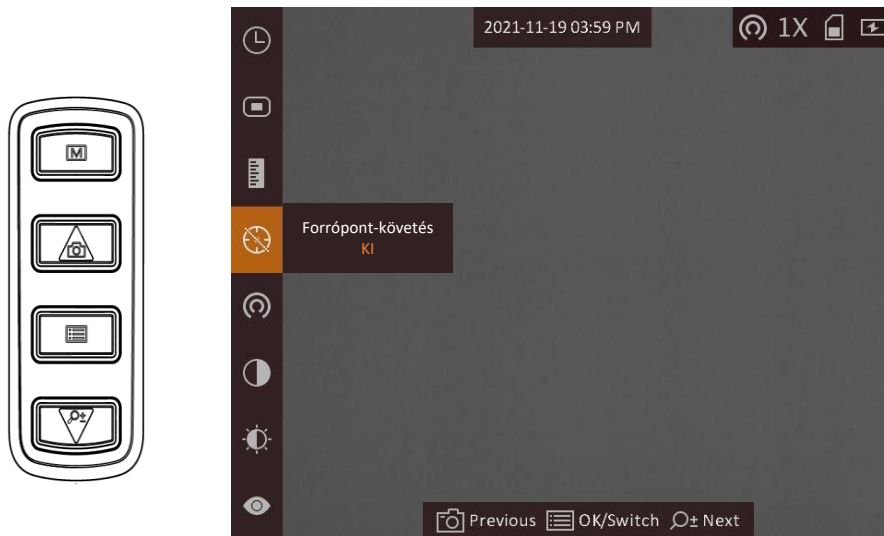 M
2021-11-19 03:59 PM
1X
Forrópont-követés
KI
Previous OK/Switch ± Next